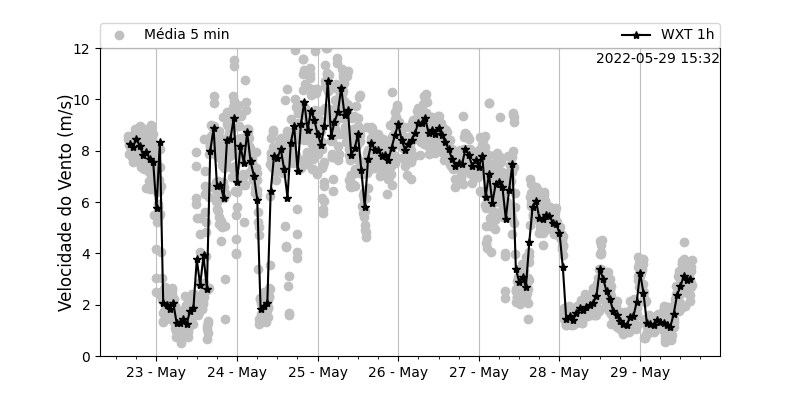 Média 5 min
WXT 1h
2022-05-29 15:32
Velocidade do Vento (m/s)
12
10
8
6
4
2
0
23 - May
24 - May
25 - May
26 - May
27 - May
28 - May
29 - May